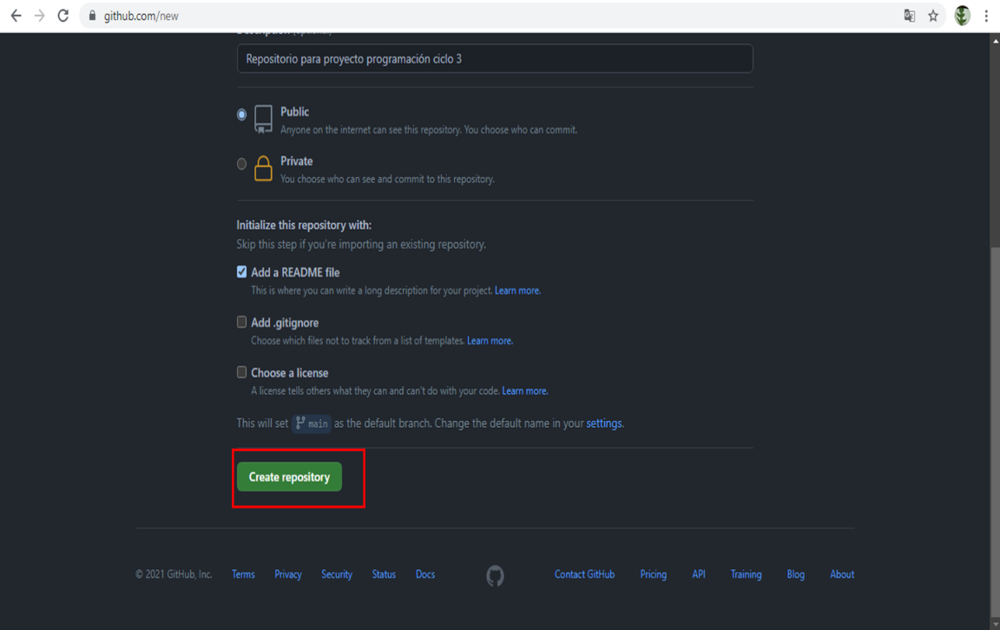 github.com/new
Description (optional)
Repositorio para proyecto programación ciclo 3
Public
Anyone on the internet can see this repository. You choose who can commit.
Private
You choose who can see and commit to this repository.
Initialize this repository with:
Skip this step if you're importing an existing repository.
Add a README file
This is where you can write a long description for your project. Learn more.
Add .gitignore
Choose which files not to track from a list of templates. Learn more.
Choose a license
A license tells others what they can and can't do with your code. Learn more.
This will set main as the default branch. Change the default name in your settings.
Create repository
© 2021 GitHub, Inc. Terms Privacy Security Status Docs Contact GitHub Pricing API Training Blog About